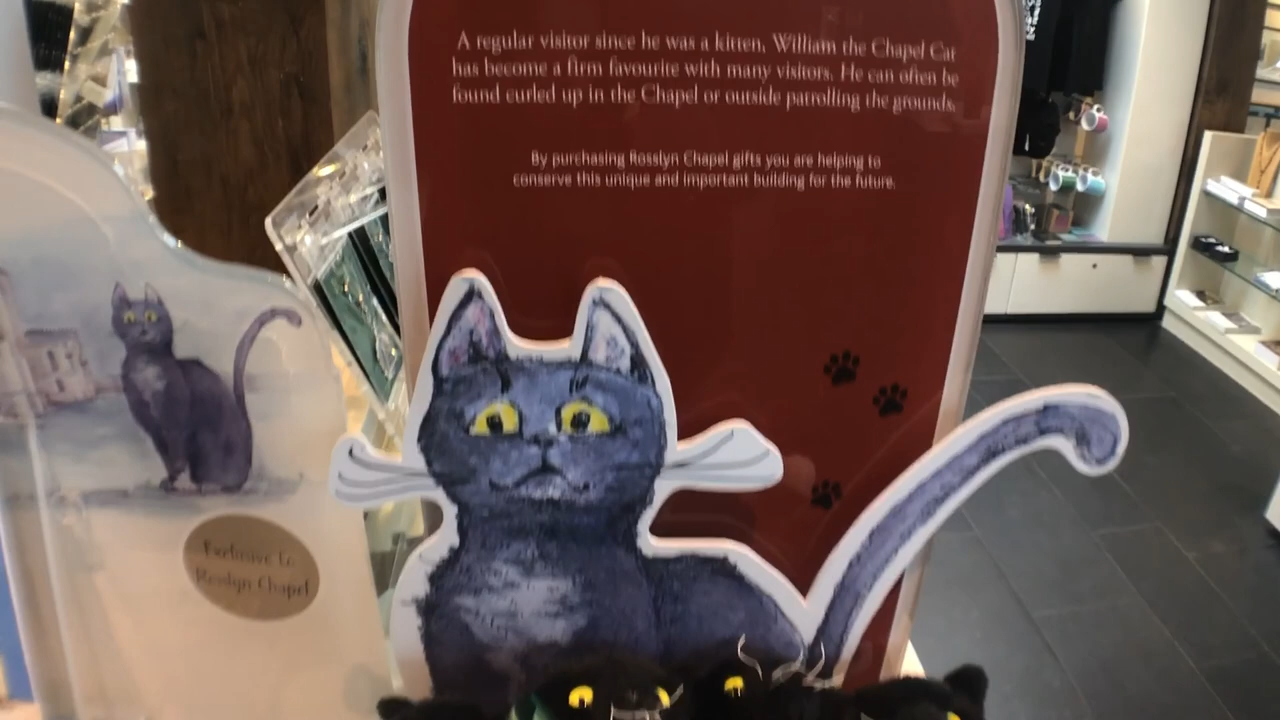 A regular visitor since he was a kitten, William the Chapel Cat
has become a firm favourite with many visitors. He can often be
found curled up in the Chapel or outside patrolling the grounds.
By purchasing Rosslyn Chapel gifts you are helping to
conserve this unique and important building for the future.
Exclusive to
Rosslyn Chapel